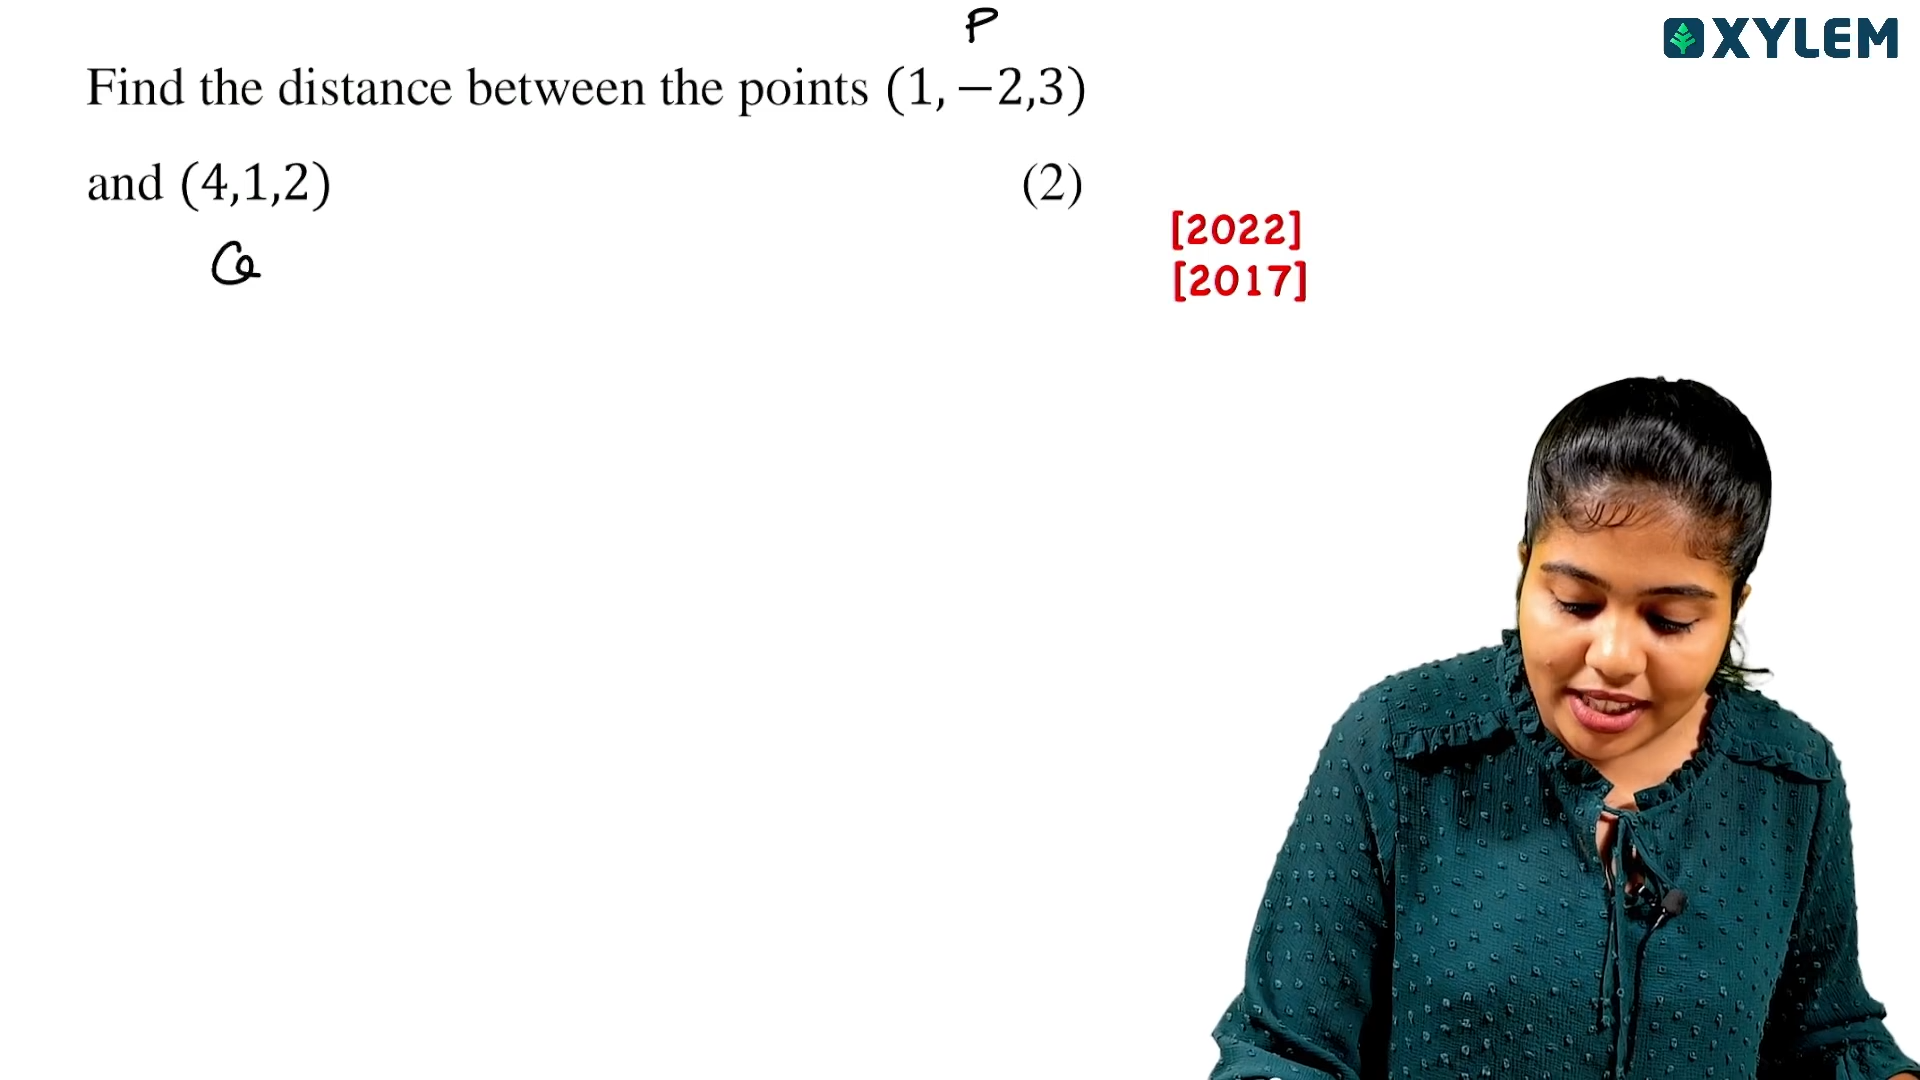 P
XYLEM
Find the distance between the points (1, −2,3)
and (4,1,2) (2)
[2022]
[2017]
Q